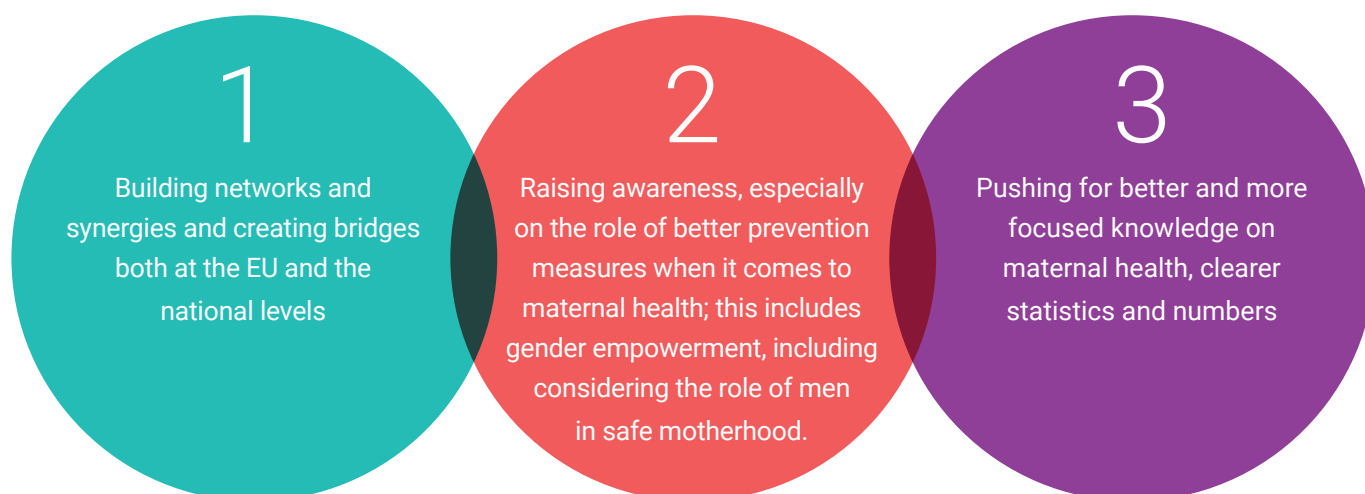 1
Building networks and
synergies and creating bridges
both at the EU and the
national levels
2
Raising awareness, especially
on the role of better prevention
measures when it comes to
maternal health; this includes
gender empowerment, including
considering the role of men
in safe motherhood.
3
Pushing for better and more
focused knowledge on
maternal health, clearer
statistics and numbers